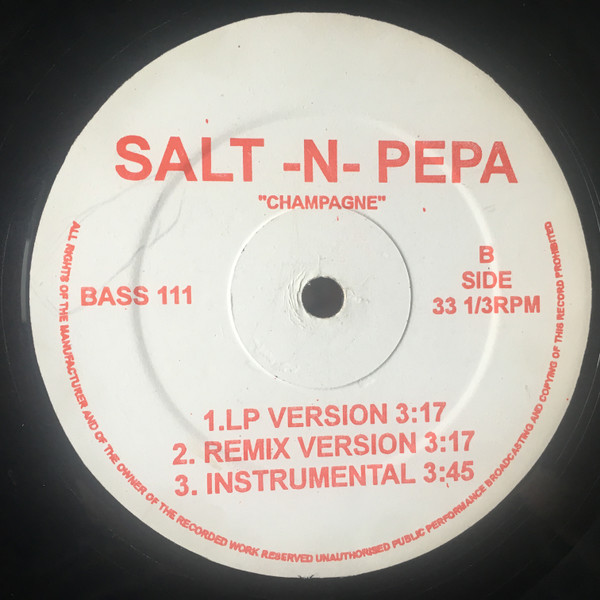 SALT -N- PEPA
"CHAMPAGNE"
BASS 111
B
SIDE
33 1/3RPM
1.LP VERSION 3:17
2. REMIX VERSION 3:17
3. INSTRUMENTAL 3:45
ALL RIGHTS OF THE MANUFACTURER AND OF THE OWNER OF THE RECORDED WORK RESERVED UNAUTHORISED PUBLIC PERFORMANCE BROADCASTING AND COPYING OF THIS RECORD PROHIBITED